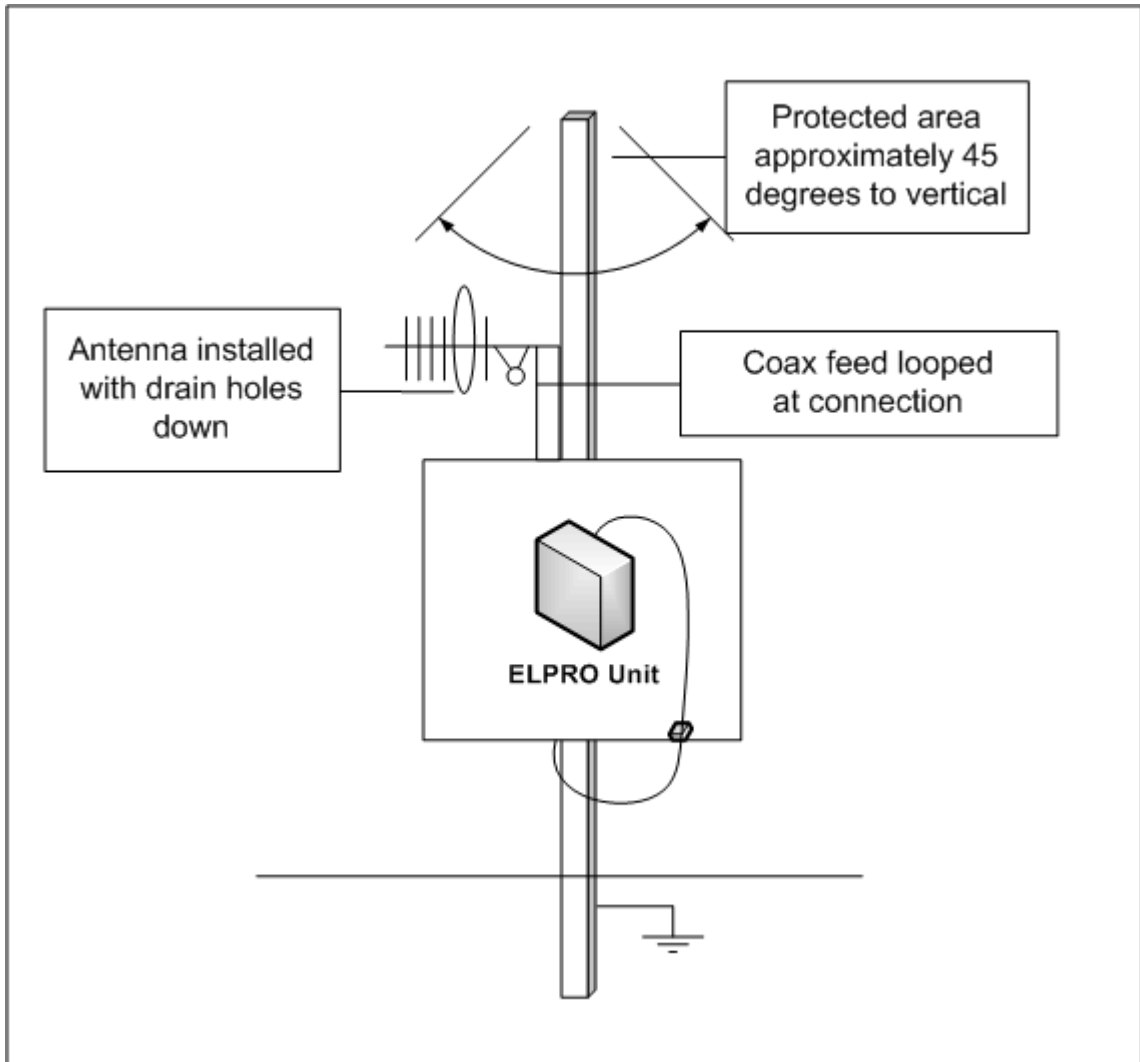 Protected area
approximately 45
degrees to vertical
Antenna installed
with drain holes
down
Coax feed looped
at connection
ELPRO Unit